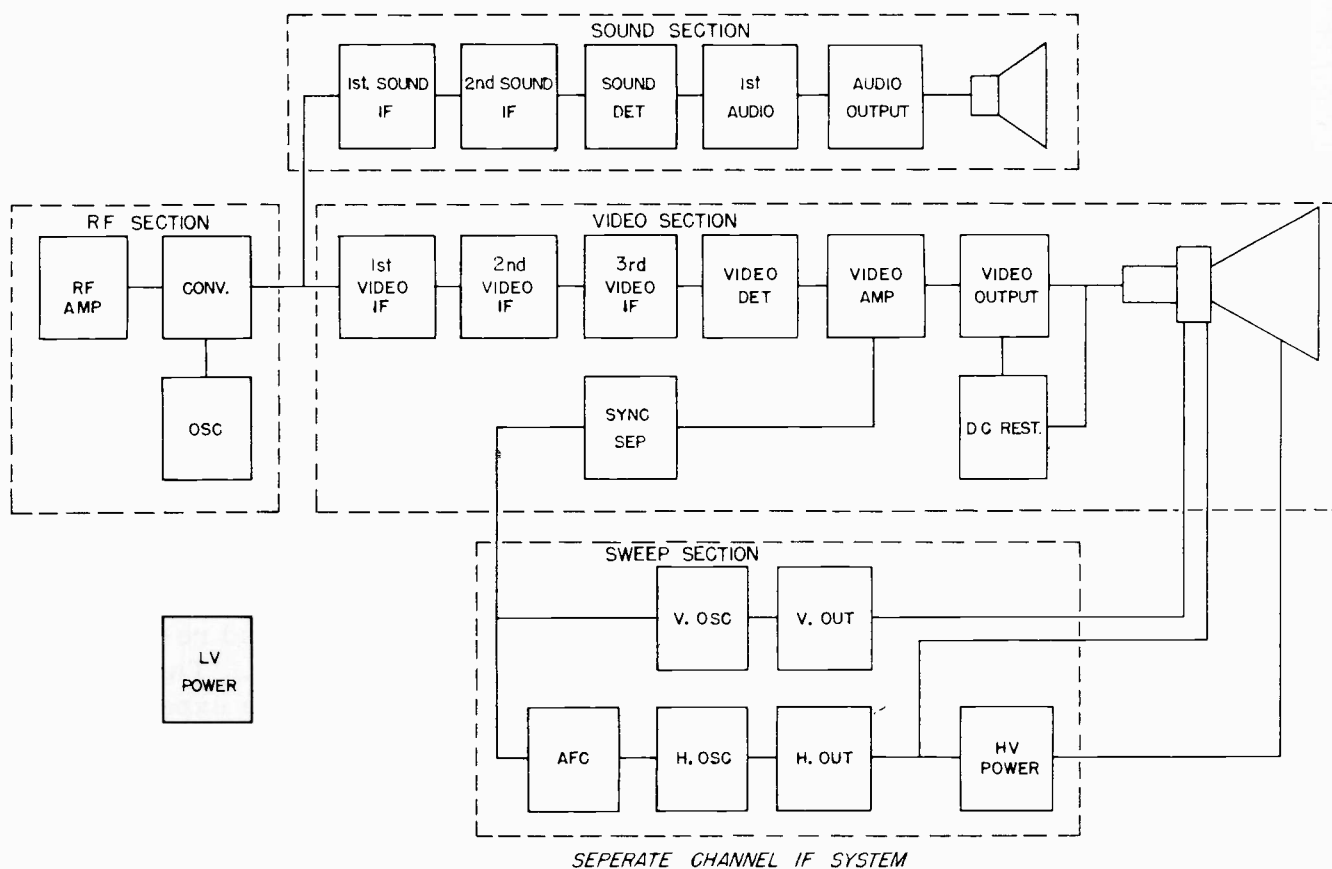 SOUND SECTION
1st. SOUND
IF
2nd SOUND
IF
SOUND
DET
1st
AUDIO
AUDIO
OUTPUT
RF SECTION
RF
AMP
CONV.
OSC
VIDEO SECTION
1st
VIDEO
IF
2nd
VIDEO
IF
3rd
VIDEO
IF
VIDEO
DET
VIDEO
AMP
VIDEO
OUTPUT
SYNC
SEP
DC REST.
SWEEP SECTION
V. OSC
V. OUT
LV
POWER
AFC
H. OSC
H. OUT
HV
POWER
SEPERATE CHANNEL IF SYSTEM